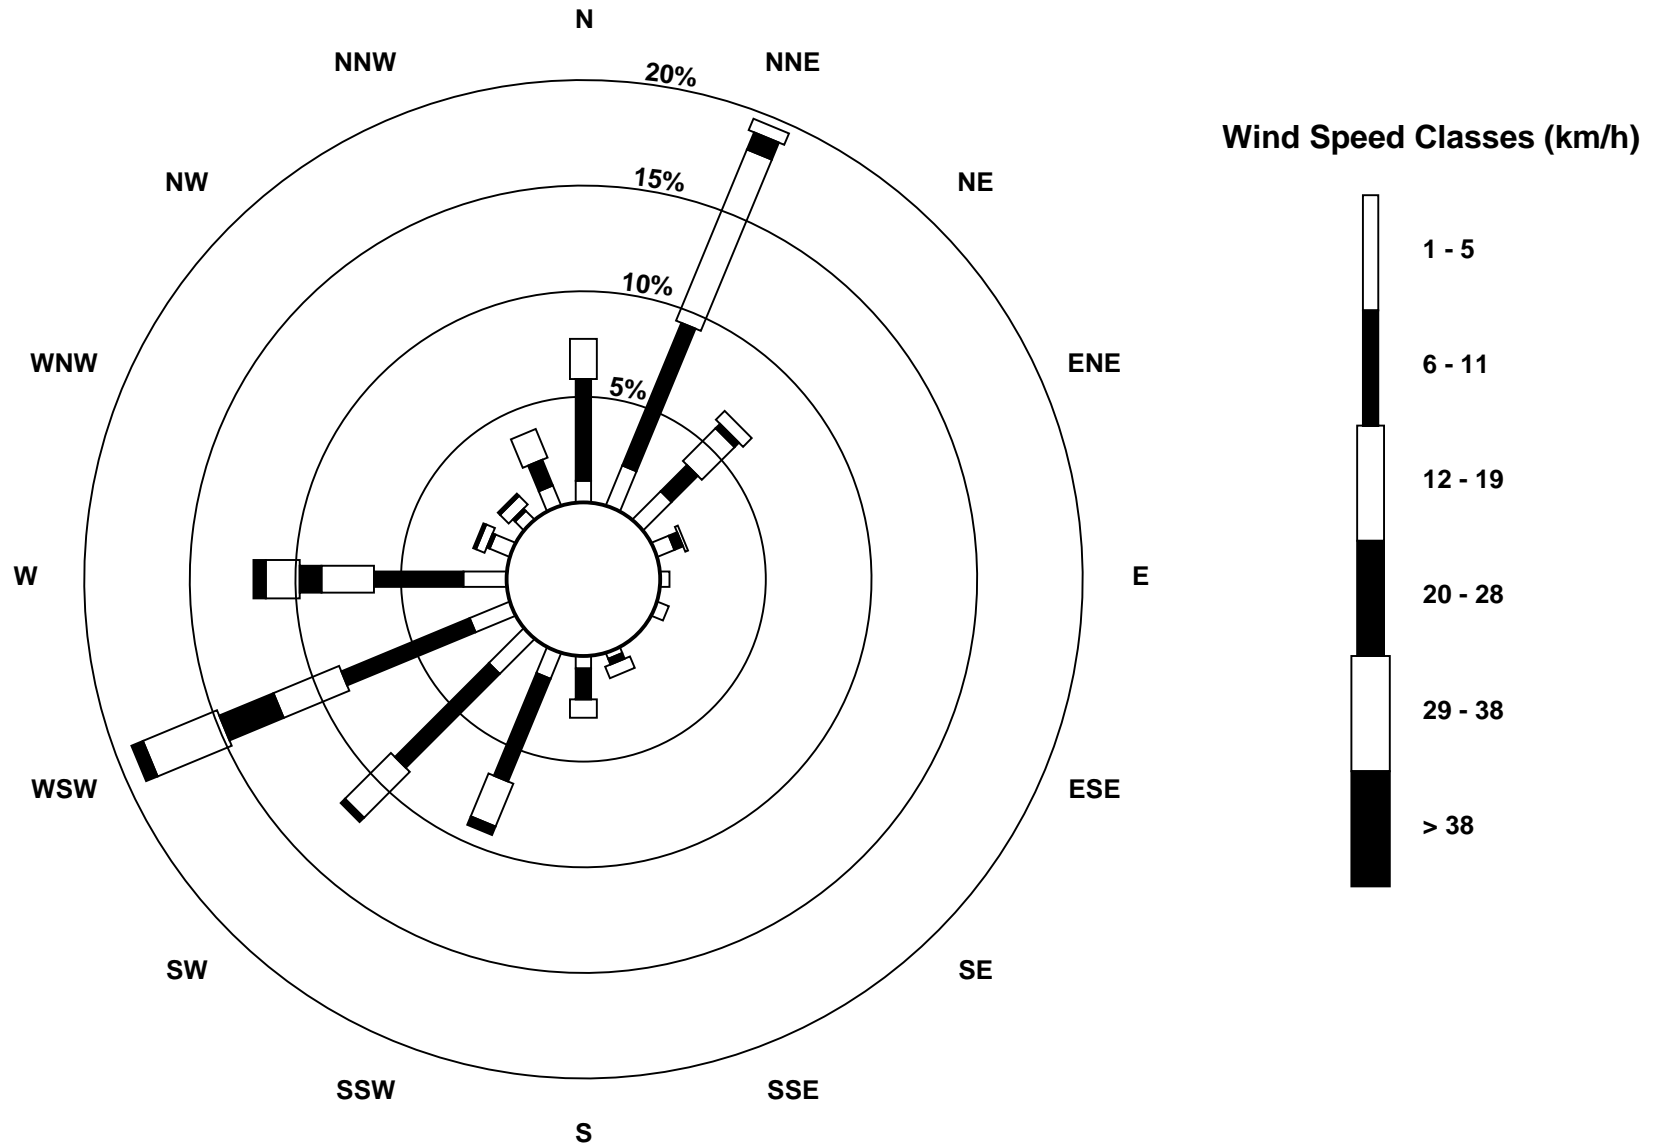 N
NNW
NNE
20%
Wind Speed Classes (km/h)
NW
15%
NE
1 - 5
10%
WNW
ENE
6 - 11
5%
12 - 19
W
E
20 - 28
29 - 38
WSW
ESE
> 38
SW
SE
SSW
SSE
S